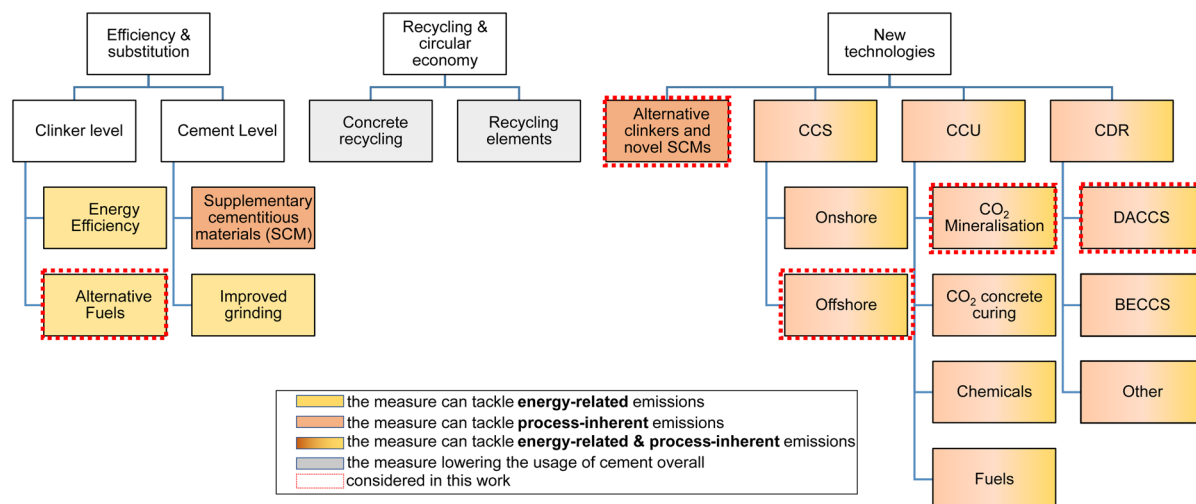 Efficiency &
substitution
Recycling &
circular
economy
New
technologies
Clinker level
Cement Level
Concrete
recycling
Recycling
elements
Alternative
clinkers and
novel SCMs
CCS
CCU
CDR
Energy
Efficiency
Supplementary
cementitious
materials (SCM)
Onshore
CO₂
Mineralisation
DACCS
Alternative
Fuels
Improved
grinding
Offshore
CO₂ concrete
curing
BECCS
Chemicals
Other
Fuels
the measure can tackle energy-related emissions
the measure can tackle process-inherent emissions
the measure can tackle energy-related & process-inherent emissions
the measure lowering the usage of cement overall
considered in this work